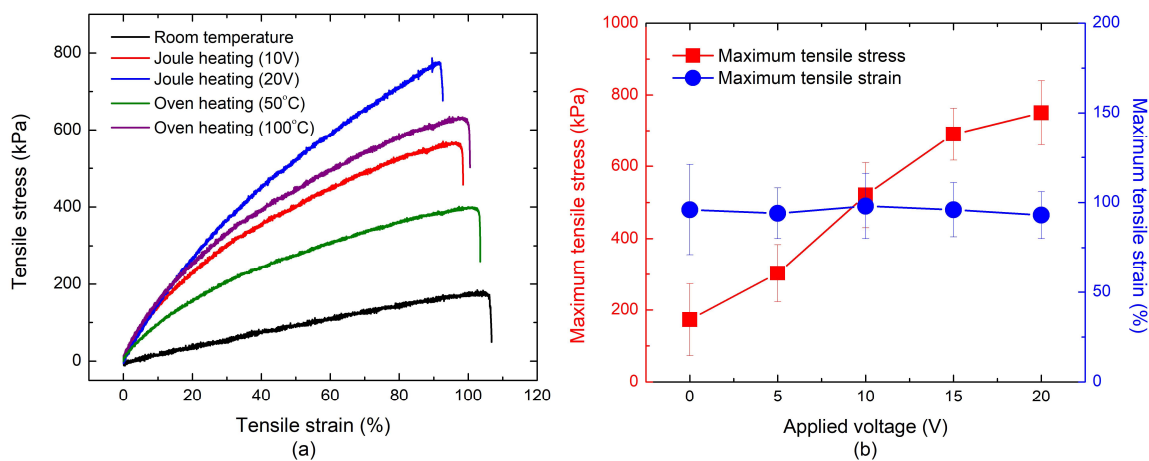 Tensile stress (kPa)
800
600
400
200
0
Room temperature
Joule heating (10V)
Joule heating (20V)
Oven heating (50°C)
Oven heating (100°C)
0 20 40 60 80 100 120
Tensile strain (%)
(a)
Maximum tensile stress (kPa)
1000
800
600
400
200
0
Maximum tensile stress
Maximum tensile strain
200
150
100
50
0
Maximum tensile strain (%)
0 5 10 15 20
Applied voltage (V)
(b)